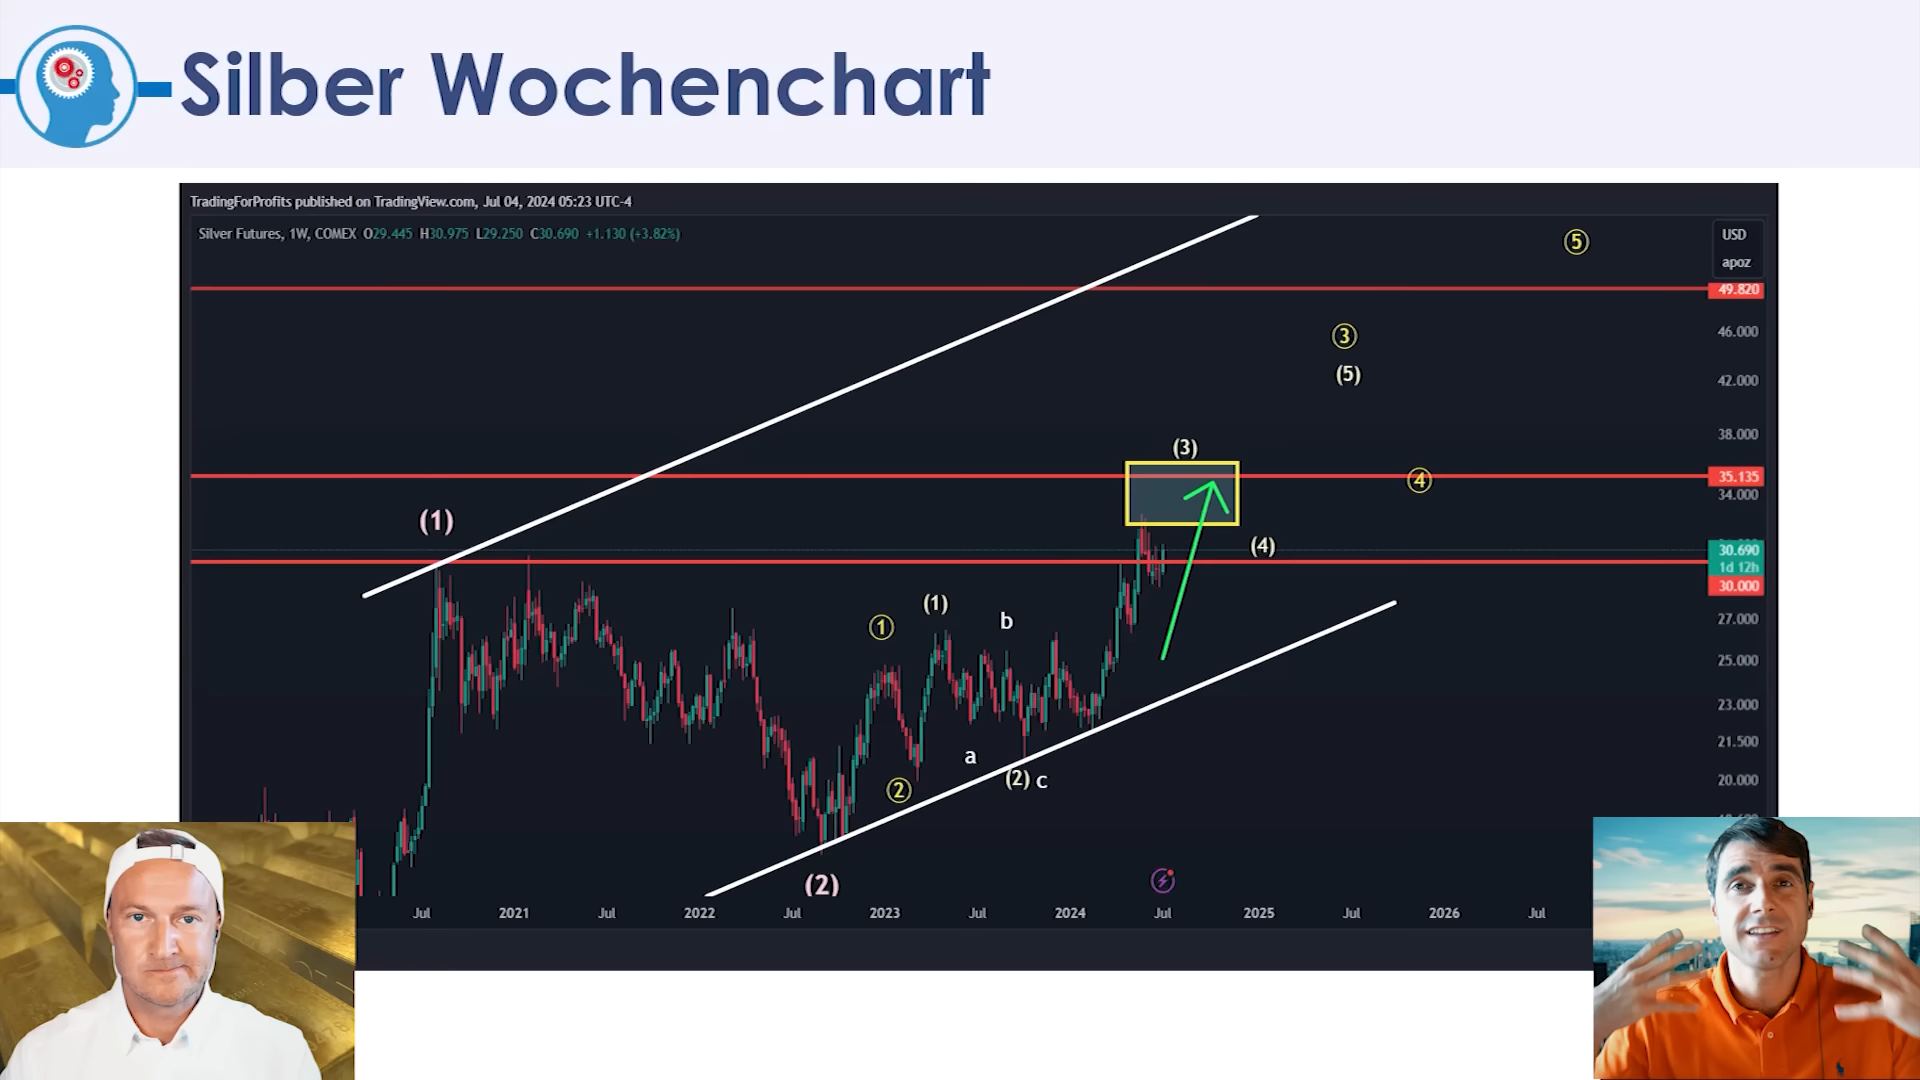 Silber Wochenchart
TradingForProfits published on TradingView.com, Jul 04, 2024 05:23 UTC-4
Silver Futures, 1W, COMEX O29.445 H30.975 L29.250 C30.690 +1.130 (+3.82%)
USD
apoz
⑤
49.820
46.000
③
(5)
42.000
38.000
(3)
35.135
④
34.000
(1)
(4)
30.690
1d 12h
30.000
(1)
b
①
27.000
25.000
23.000
21.500
a
(2) c
20.000
②
(2)
Jul 2021 Jul 2022 Jul 2023 Jul 2024 Jul 2025 Jul 2026 Jul